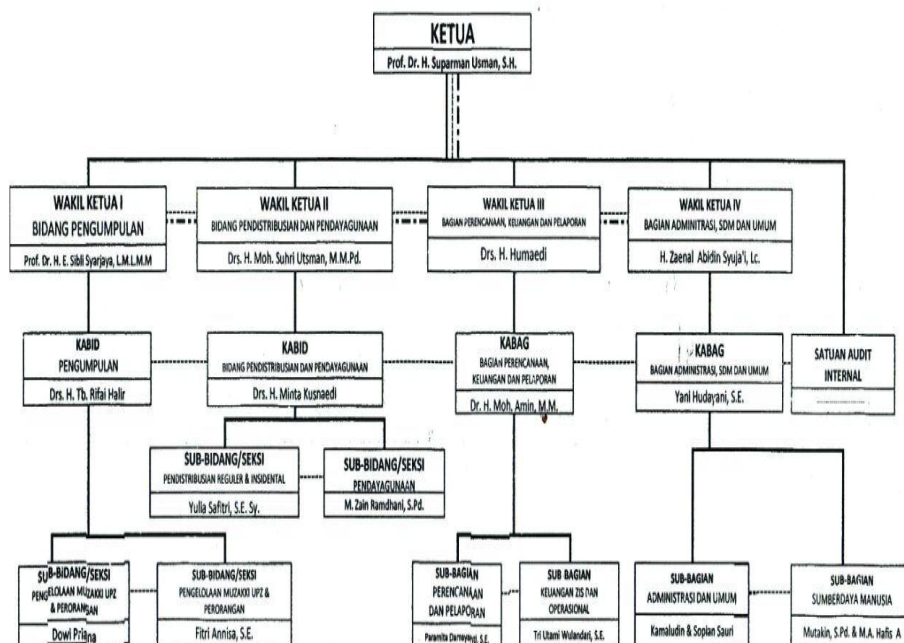 KETUA
Prof. Dr. H. Suparman Usman, S.H.
WAKIL KETUA I
BIDANG PENGUMPULAN
Prof. Dr. H. E. Sibli Syarjaya, L.M.L.M.M
WAKIL KETUA II
BIDANG PENDISTRIBUSIAN DAN PENDAYAGUNAAN
Drs. H. Moh. Suhri Utsman, M.M.Pd.
WAKIL KETUA III
BAGIAN PERENCANAAN, KEUANGAN DAN PELAPORAN
Drs. H. Humaedi
WAKIL KETUA IV
BAGIAN ADMINITRASI, SDM DAN UMUM
H. Zaenal Abidin Syuja'i, Lc.
KABID
PENGUMPULAN
Drs. H. Tb. Rifai Halir
KABID
BIDANG PENDISTRIBUSIAN DAN PENDAYAGUNAAN
Drs. H. Minta Kusnaedi
KABAG
BAGIAN PERENCANAAN,
KEUANGAN DAN PELAPORAN
Dr. H. Moh. Amin, M.M.
KABAG
BAGIAN ADMINISTRASI, SDM DAN UMUM
Yani Hudayani, S.E.
SATUAN AUDIT
INTERNAL
SUB-BIDANG/SEKSI
PENDISTRIBUSIAN REGULER & INSIDENTAL
Yulia Safitri, S.E. Sy.
SUB-BIDANG/SEKSI
PENDAYAGUNAAN
M. Zain Ramdhani, S.Pd.
SUB-BIDANG/SEKSI
PENGELOLAAN MUZAKKI UPZ
& PERORANGAN
Dowi Priana
SUB-BIDANG/SEKSI
PENGELOLAAN MUZAKKI UPZ &
PERORANGAN
Fitri Annisa, S.E.
SUB-BAGIAN
PERENCANAAN
DAN PELAPORAN
Paramita S.E.
SUB BAGIAN
KEUANGAN ZIS DAN
OPERASIONAL
Tri Utami Wulandari, S.E.
SUB-BAGIAN
ADMINISTRASI DAN UMUM
Kamaludin & Sopian Sauri
SUB-BAGIAN
SUMBERDAYA MANUSIA
Mutakin, S.Pd. & M.A. Hafis A